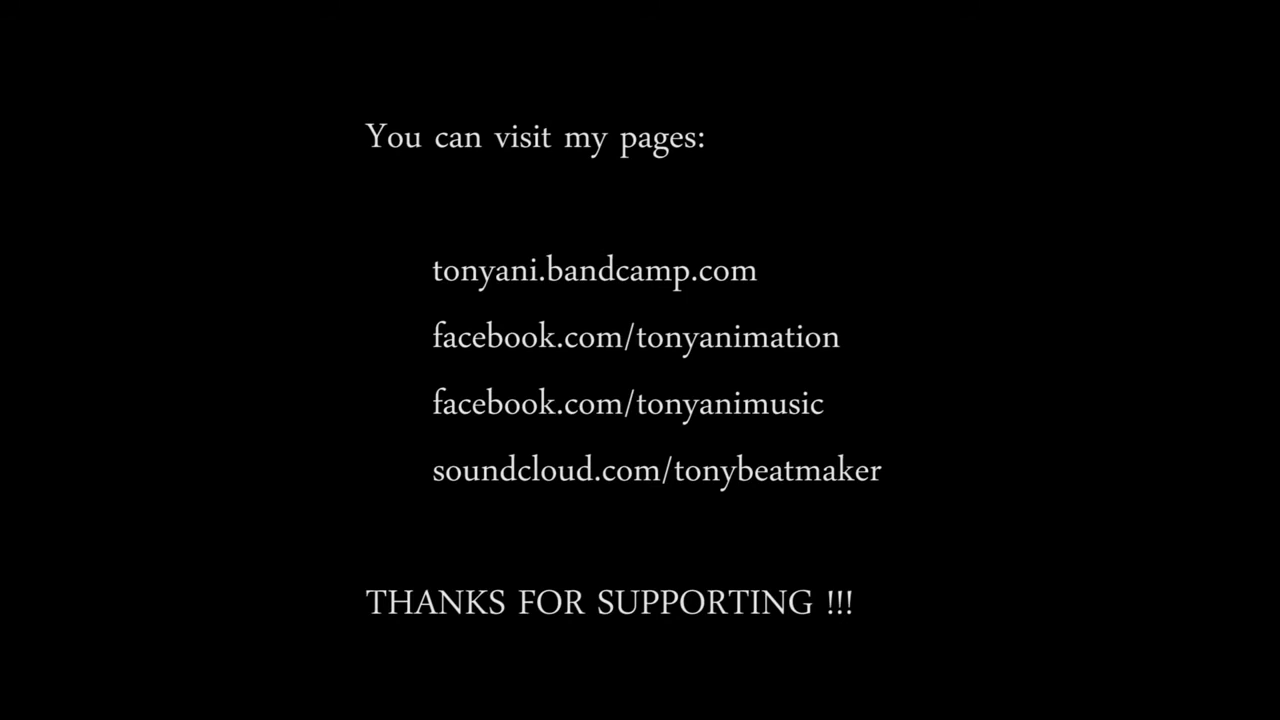 You can visit my pages:
tonyani.bandcamp.com
facebook.com/tonyanimation
facebook.com/tonyanimusic
soundcloud.com/tonybeatmaker
THANKS FOR SUPPORTING !!!